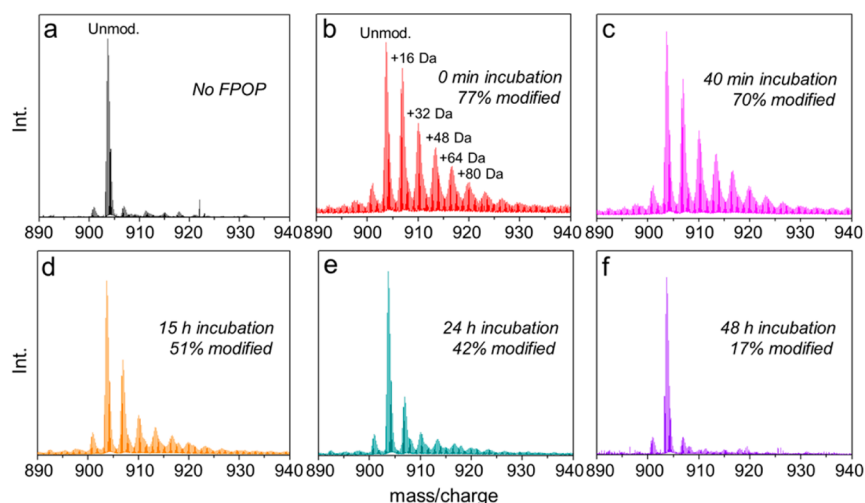 a
Unmod.
No FPOP
Int.
890 900 910 920 930 940
b
Unmod.
+16 Da
+32 Da
+48 Da
+64 Da
+80 Da
0 min incubation
77% modified
890 900 910 920 930 940
c
40 min incubation
70% modified
890 900 910 920 930 940
d
15 h incubation
51% modified
Int.
890 900 910 920 930 940
e
24 h incubation
42% modified
890 900 910 920 930 940
f
48 h incubation
17% modified
890 900 910 920 930 940
mass/charge